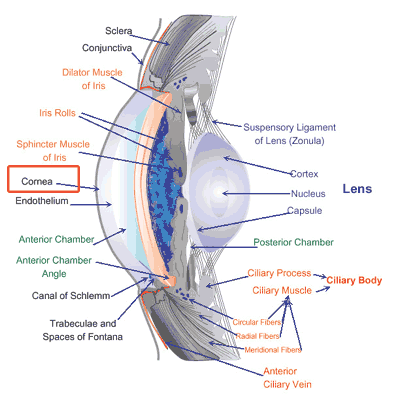 Sclera
Conjunctiva
Dilator Muscle
of Iris
Iris Rolls
Sphincter Muscle
of Iris
Cornea
Endothelium
Anterior Chamber
Anterior Chamber
Angle
Canal of Schlemm
Trabeculae and
Spaces of Fontana
Suspensory Ligament
of Lens (Zonula)
Cortex
Nucleus
Lens
Capsule
Posterior Chamber
Ciliary Process
Ciliary Body
Ciliary Muscle
Circular Fibers
Radial Fibers
Meridional Fibers
Anterior
Ciliary Vein